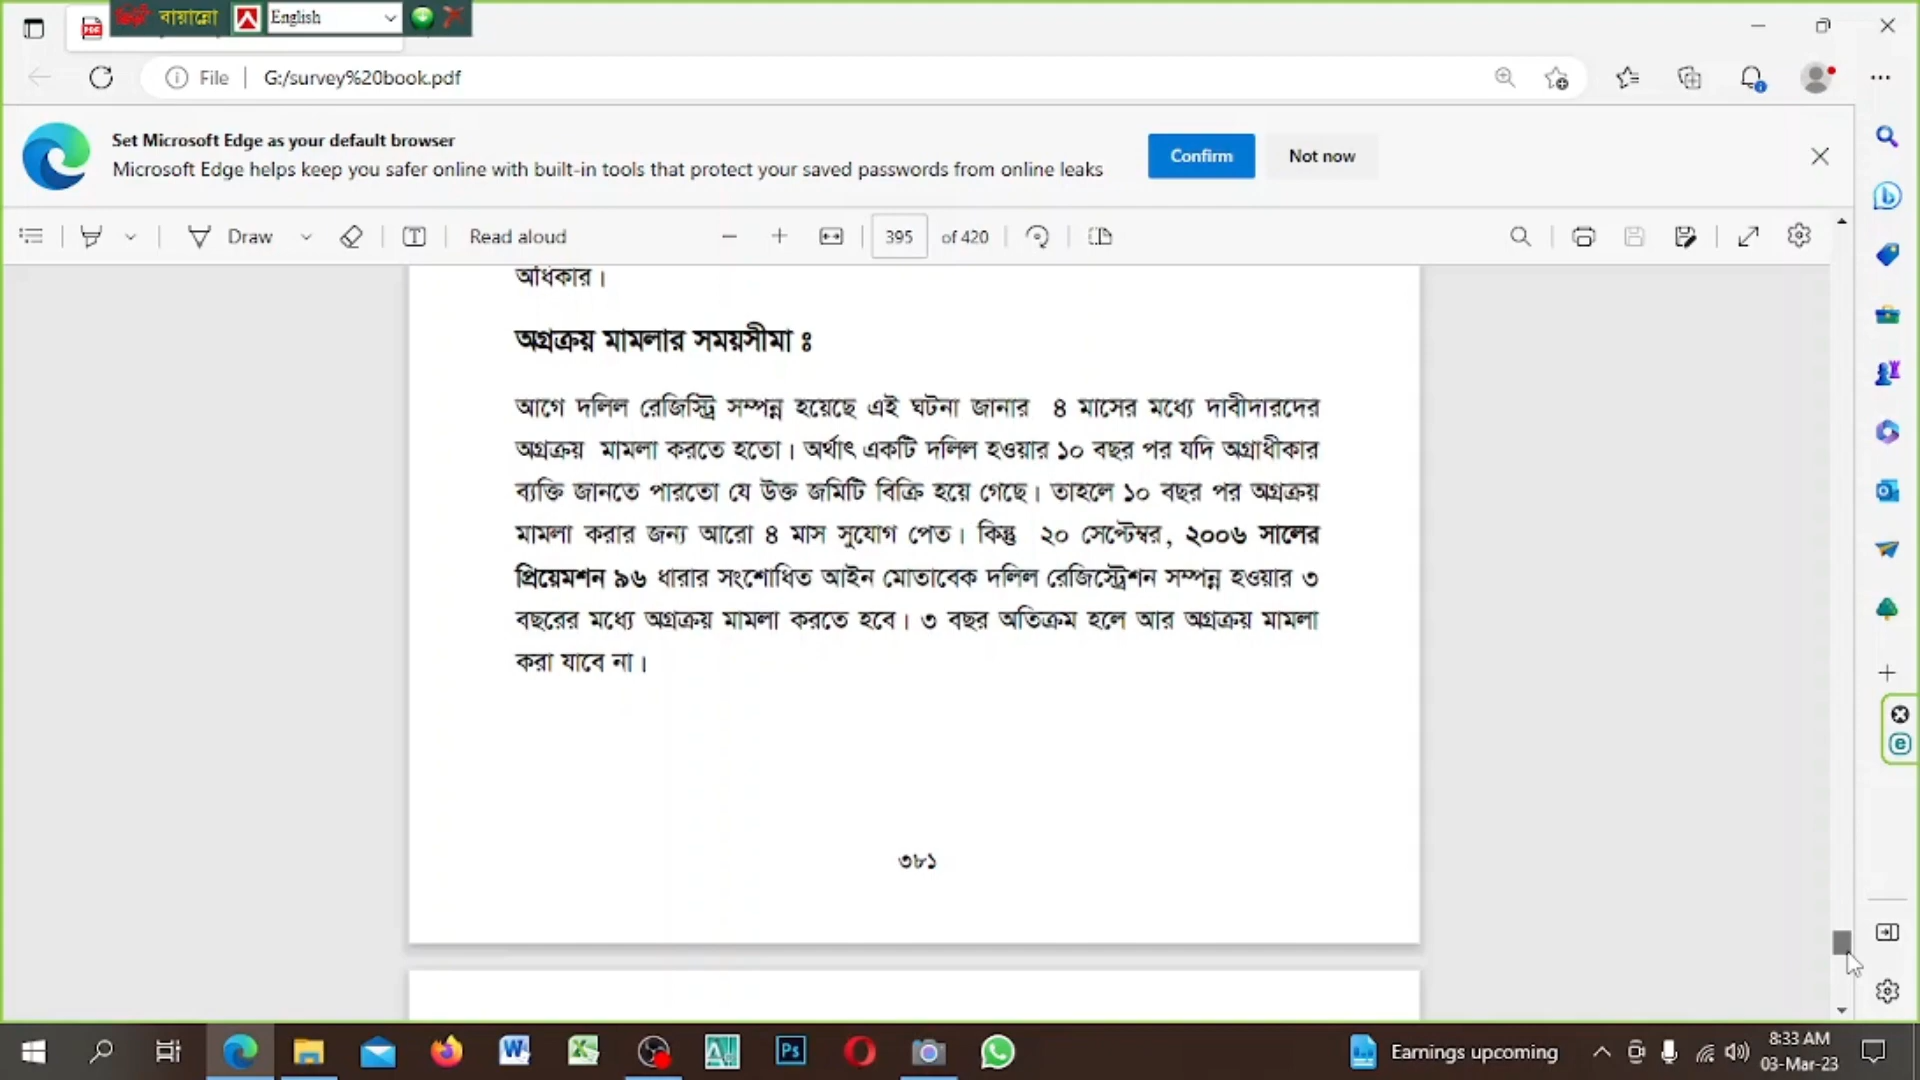 বায়ান্নো
English
File
G:/survey%20book.pdf
Set Microsoft Edge as your default browser
Microsoft Edge helps keep you safer online with built-in tools that protect your saved passwords from online leaks
Confirm
Not now
Draw
Read aloud
395
of 420
অধিকার।
অগ্রক্রয় মামলার সময়সীমা ঃ
আগে দলিল রেজিস্ট্রি সম্পন্ন হয়েছে এই ঘটনা জানার ৪ মাসের মধ্যে দাবীদারদের
অগ্রক্রয় মামলা করতে হতো। অর্থাৎ একটি দলিল হওয়ার ১০ বছর পর যদি অগ্রাধীকার
ব্যক্তি জানতে পারতো যে উক্ত জমিটি বিক্রি হয়ে গেছে। তাহলে ১০ বছর পর অগ্রক্রয়
মামলা করার জন্য আরো ৪ মাস সুযোগ পেত। কিন্তু ২০ সেপ্টেম্বর, ২০০৬ সালের
প্রিয়েমশন ৯৬ ধারার সংশোধিত আইন মোতাবেক দলিল রেজিস্ট্রেশন সম্পন্ন হওয়ার ৩
বছরের মধ্যে অগ্রক্রয় মামলা করতে হবে। ৩ বছর অতিক্রম হলে আর অগ্রক্রয় মামলা
করা যাবে না।
৩৮১
Earnings upcoming
8:33 AM
03-Mar-23